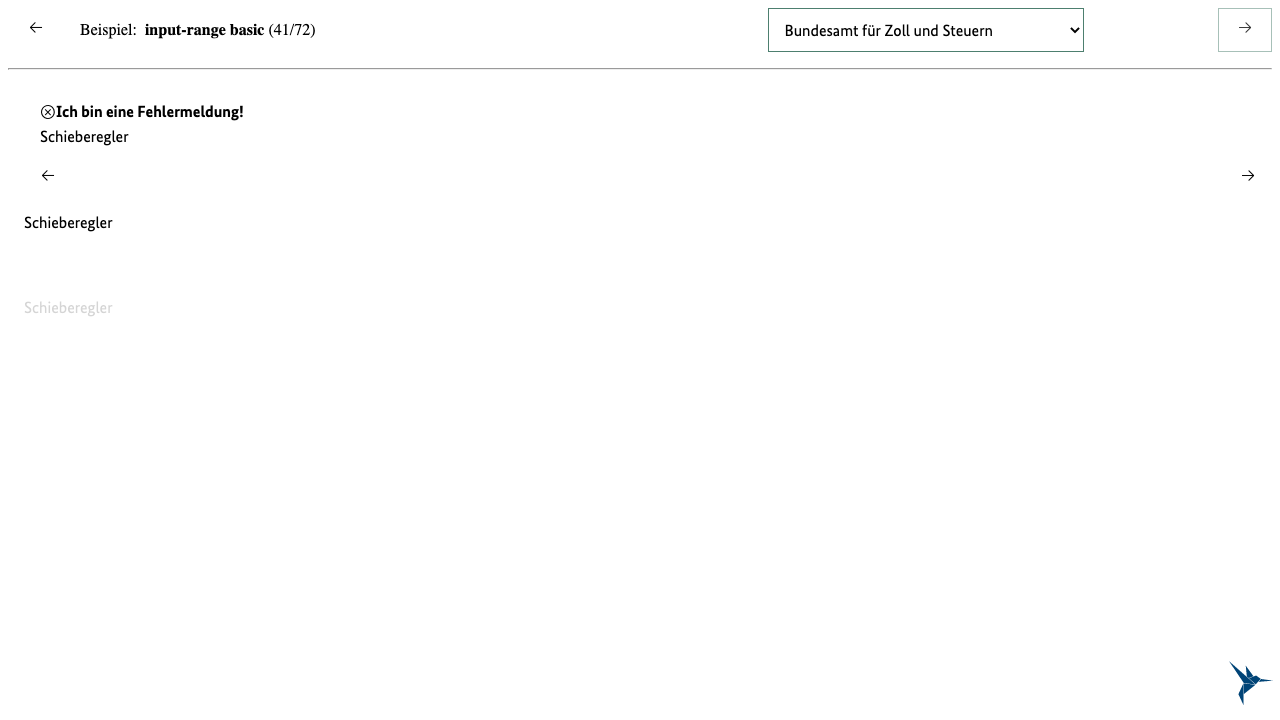 Beispiel: input-range basic (41/72)
Bundesamt für Zoll und Steuern
Ich bin eine Fehlermeldung!
Schieberegler
Schieberegler
Schieberegler